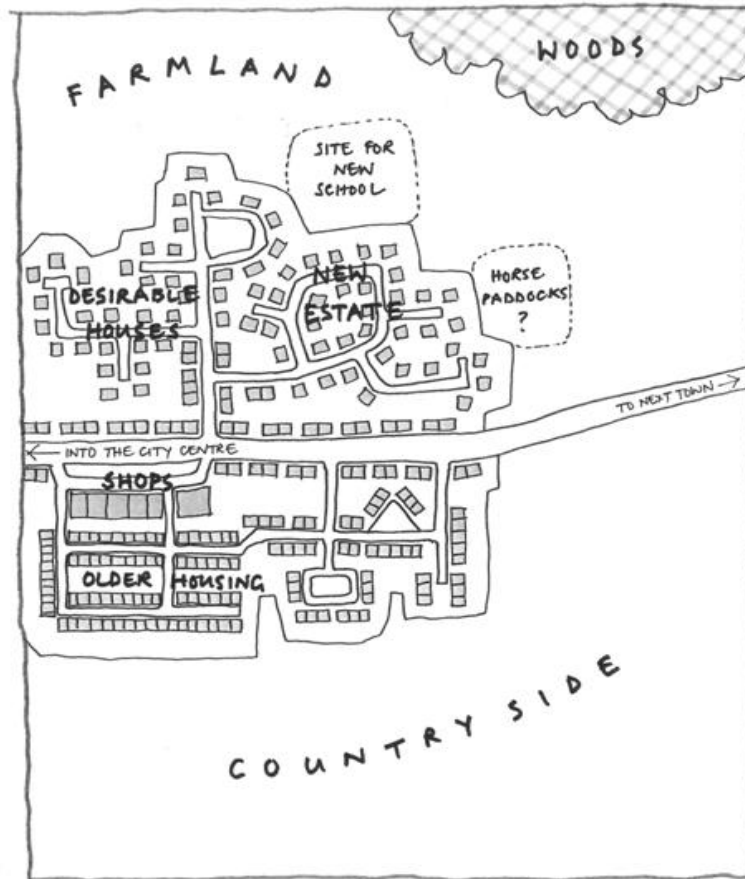 FARMLAND
WOODS
SITE FOR
NEW
SCHOOL
DESIRABLE
HOUSES
NEW
ESTATE
HORSE
PADDOCKS
?
TO NEXT TOWN →
← INTO THE CITY CENTRE
SHOPS
OLDER HOUSING
COUNTRY SIDE